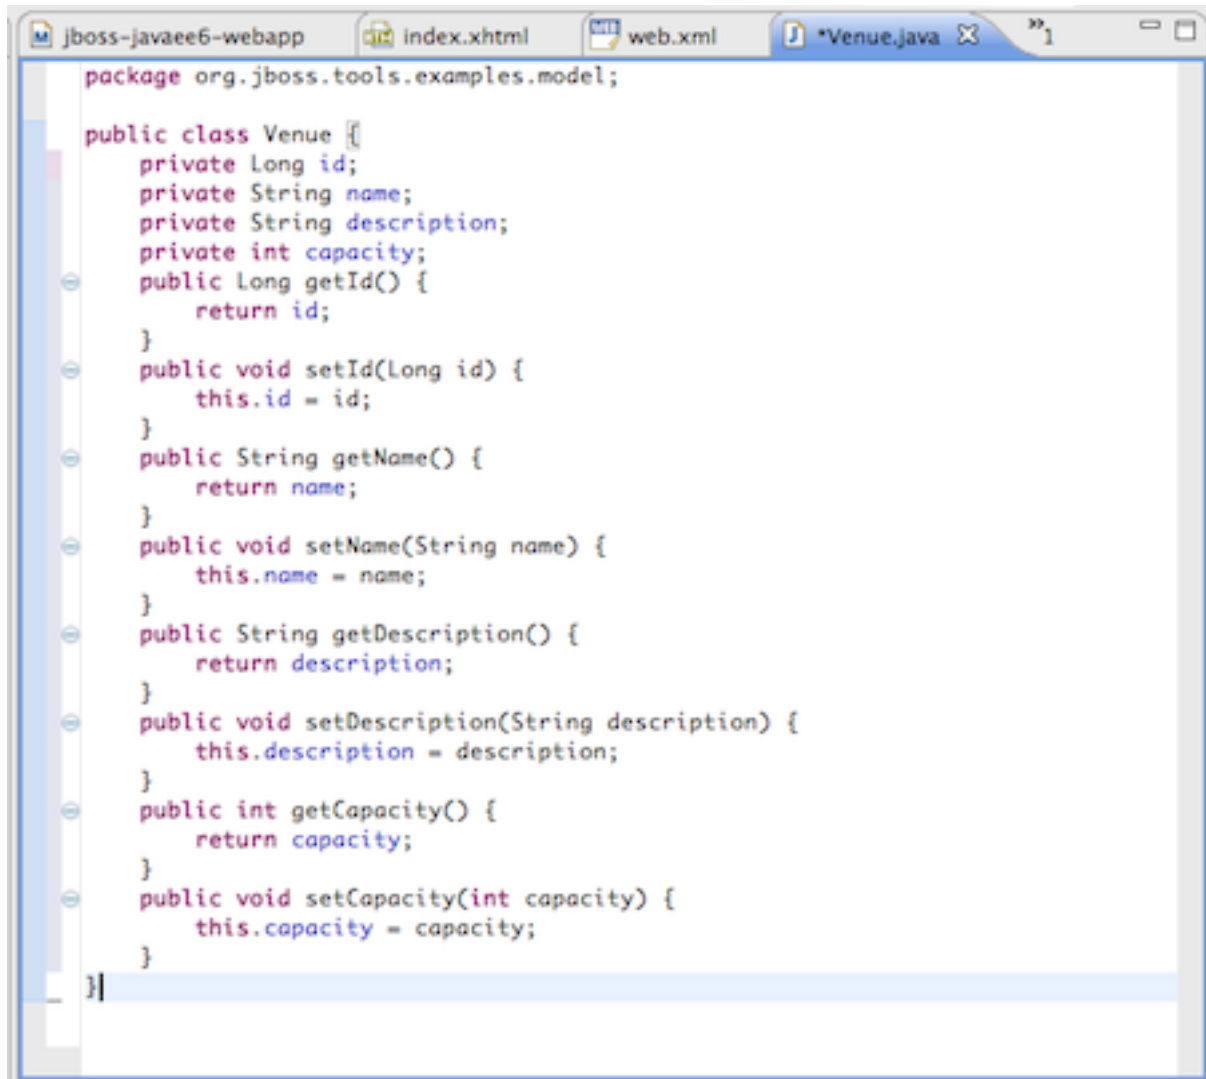 jboss-javaee6-webapp index.xhtml web.xml *Venue.java »1
package org.jboss.tools.examples.model;
public class Venue {
private Long id;
private String name;
private String description;
private int capacity;
public Long getId() {
return id;
}
public void setId(Long id) {
this.id = id;
}
public String getName() {
return name;
}
public void setName(String name) {
this.name = name;
}
public String getDescription() {
return description;
}
public void setDescription(String description) {
this.description = description;
}
public int getCapacity() {
return capacity;
}
public void setCapacity(int capacity) {
this.capacity = capacity;
}
}